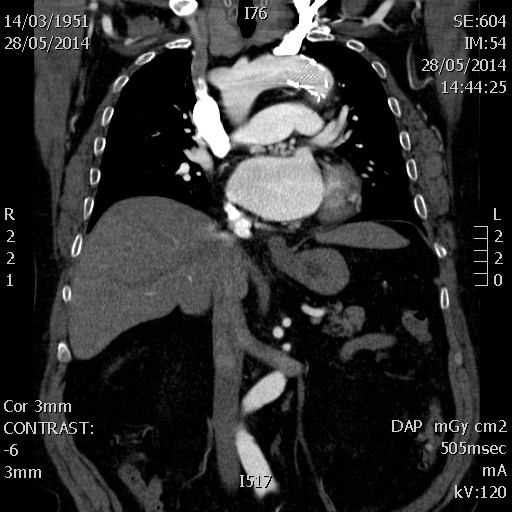 14/03/1951
28/05/2014
I76
SE:604
IM:54
28/05/2014
14:44:25
R
2
2
1
L
2
2
0
Cor 3mm
CONTRAST:
-6
3mm
I517
DAP mGy cm2
505msec
mA
kV:120